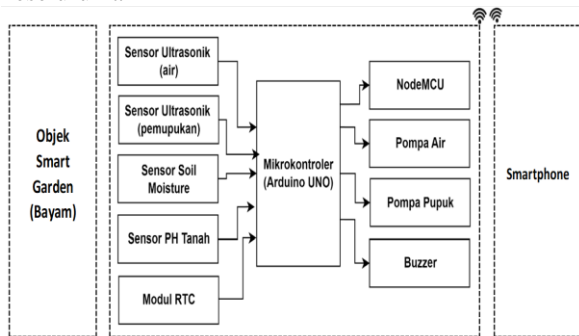 Objek
Smart
Garden
(Bayam)
Sensor Ultrasonik
(air)
Sensor Ultrasonik
(pemupukan)
Sensor Soil
Moisture
Sensor PH Tanah
Modul RTC
Mikrokontroler
(Arduino UNO)
NodeMCU
Pompa Air
Pompa Pupuk
Buzzer
Smartphone